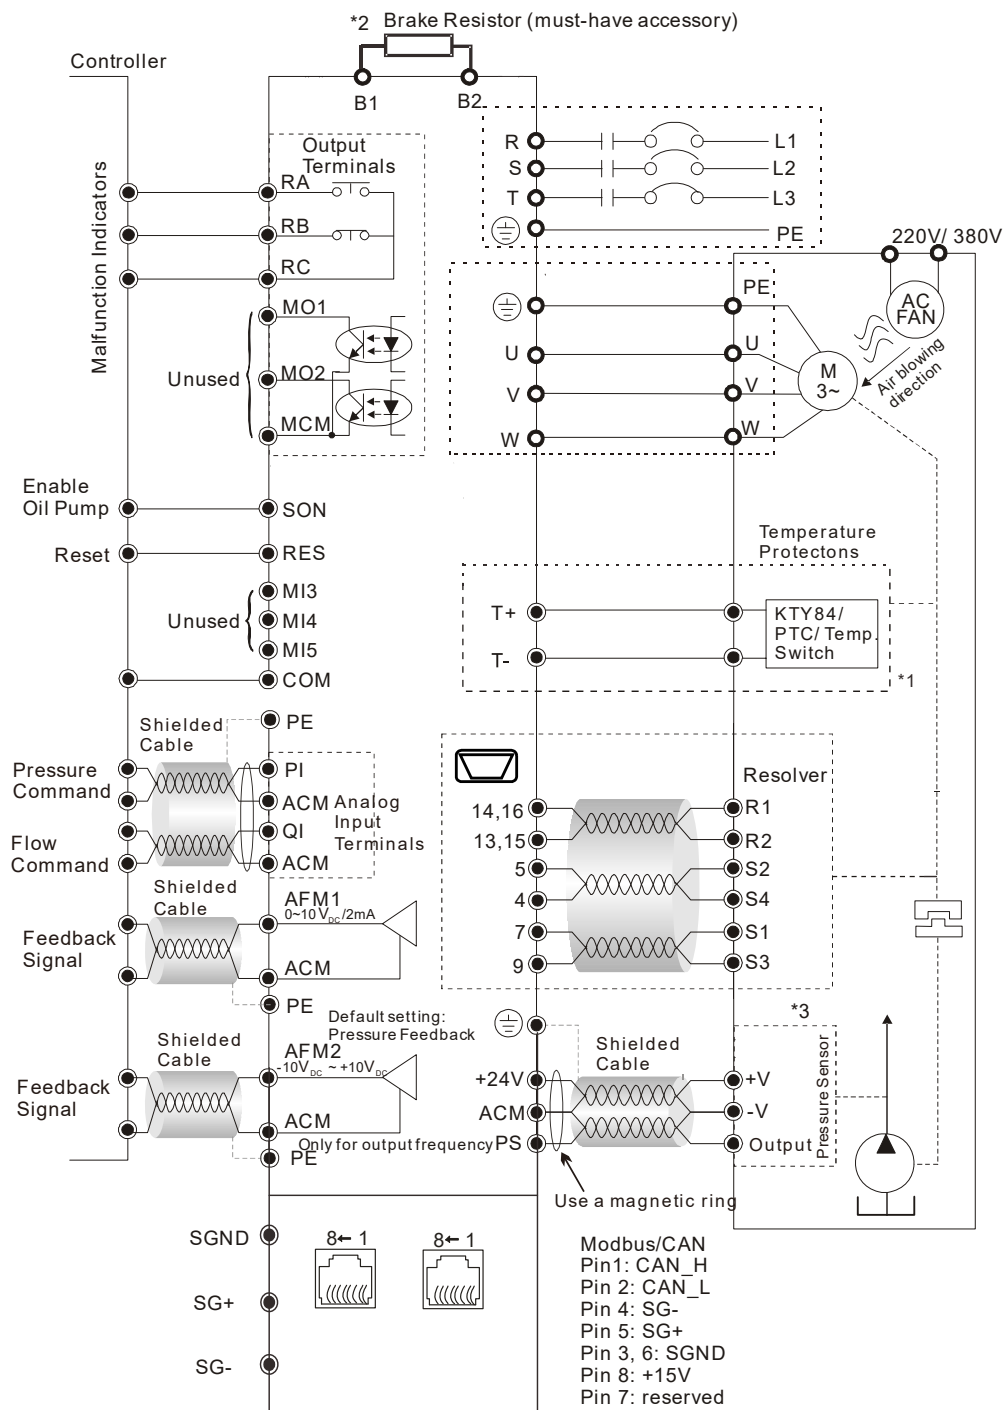 *2 Brake Resistor (must-have accessory)
Controller
B1
B2
Malfunction Indicators
Output
Terminals
RA
RB
RC
MO1
MO2
MCM
Unused
R
S
T
L1
L2
L3
PE
220V/ 380V
AC
FAN
Air blowing
direction
PE
U
U
V
V
W
W
M
3~
Enable
Oil Pump
SON
Reset
RES
MI3
Unused
MI4
MI5
COM
Temperature
Protectons
T+
T-
KTY84/
PTC/ Temp.
Switch
*1
PE
Shielded
Cable
Pressure
Command
PI
ACM
Analog
Input
Terminals
QI
Flow
Command
ACM
Resolver
14,16
R1
13,15
R2
5
S2
4
S4
7
S1
9
S3
Shielded
Cable
AFM1
0~10VDC/2mA
Feedback
Signal
ACM
PE
Default setting:
Pressure Feedback
Shielded
Cable
AFM2
-10VDC ~ +10VDC
Feedback
Signal
ACM
Only for output frequency
PE
*3
Shielded
Cable
+24V
+V
ACM
-V
PS
Output
Pressure Sensor
Use a magnetic ring
SGND
SG+
SG-
8← 1
8← 1
Modbus/CAN
Pin1: CAN_H
Pin 2: CAN_L
Pin 4: SG-
Pin 5: SG+
Pin 3, 6: SGND
Pin 8: +15V
Pin 7: reserved